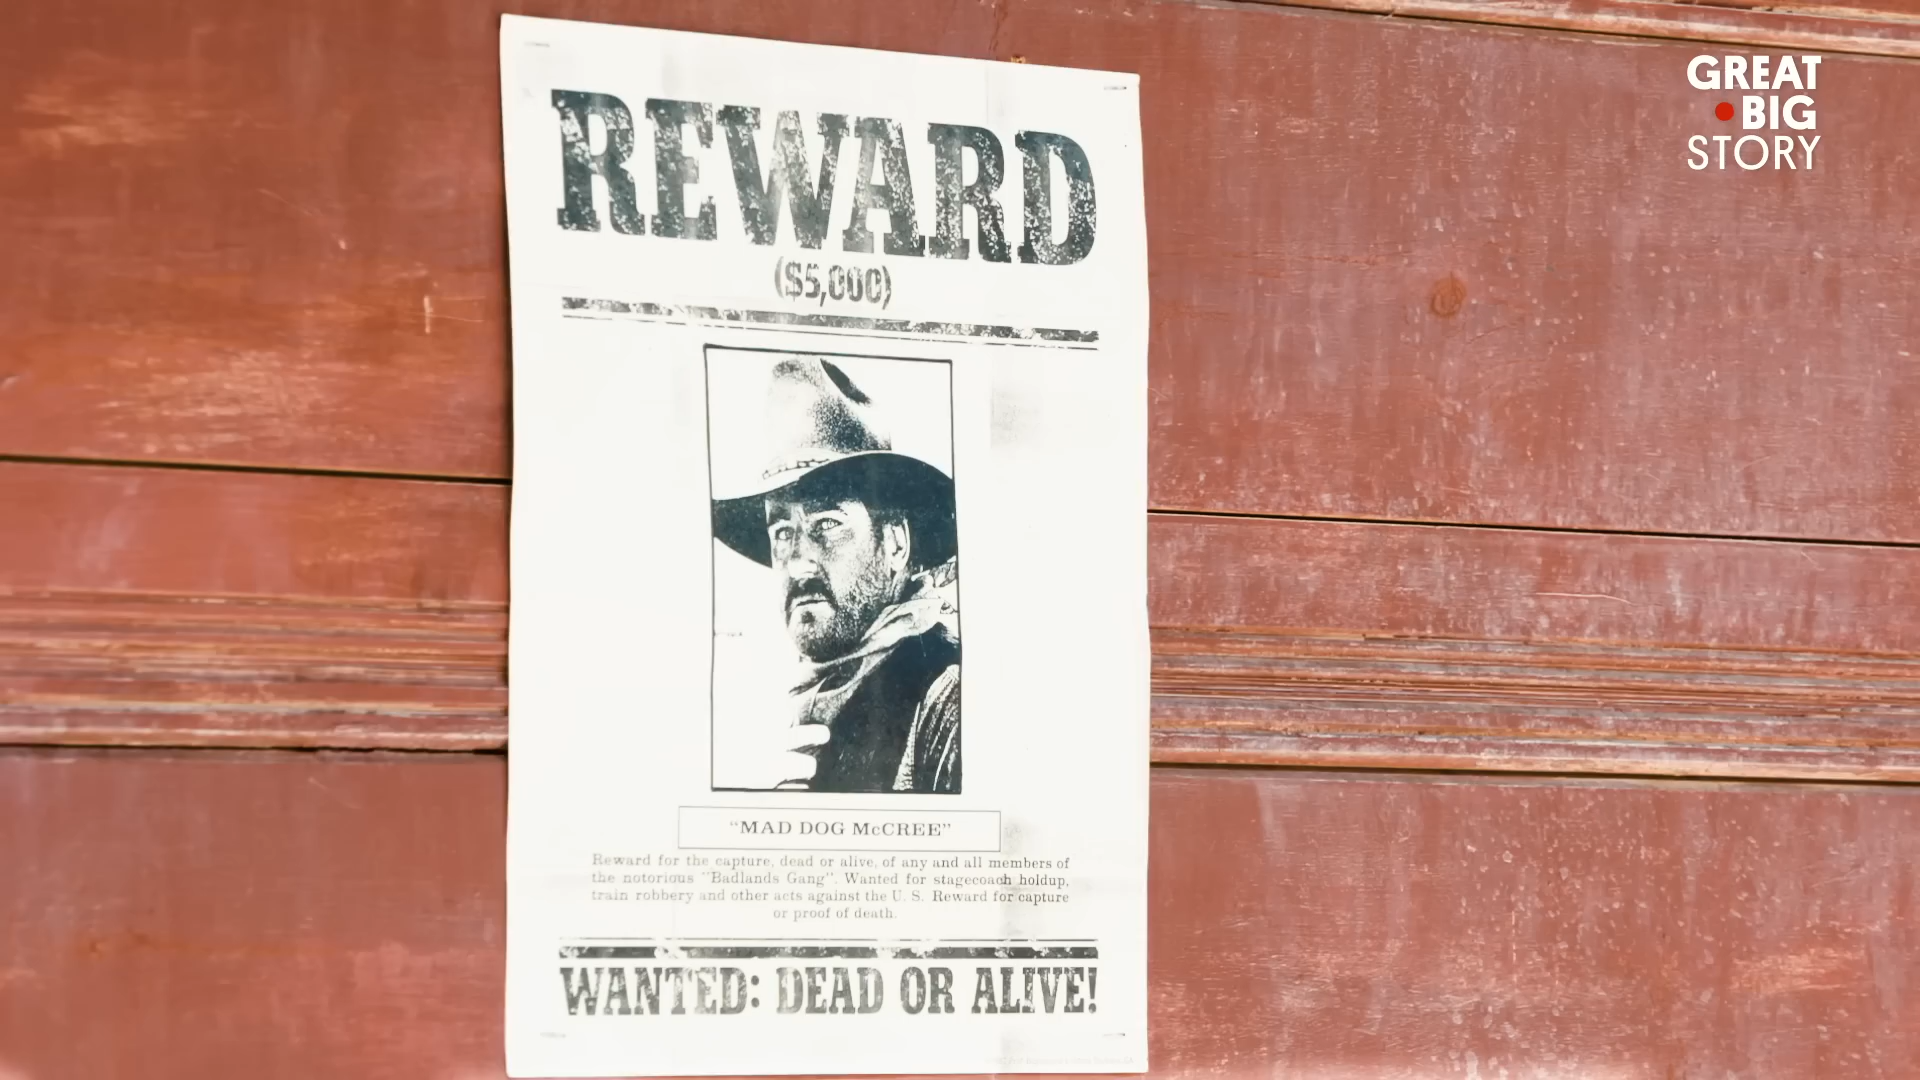 REWARD
($5,000)
"MAD DOG McCREE"
Reward for the capture, dead or alive, of any and all members of
the notorious "Badlands Gang". Wanted for stagecoach holdup,
train robbery and other acts against the U. S. Reward for capture
or proof of death.
WANTED: DEAD OR ALIVE!
GREAT
BIG
STORY